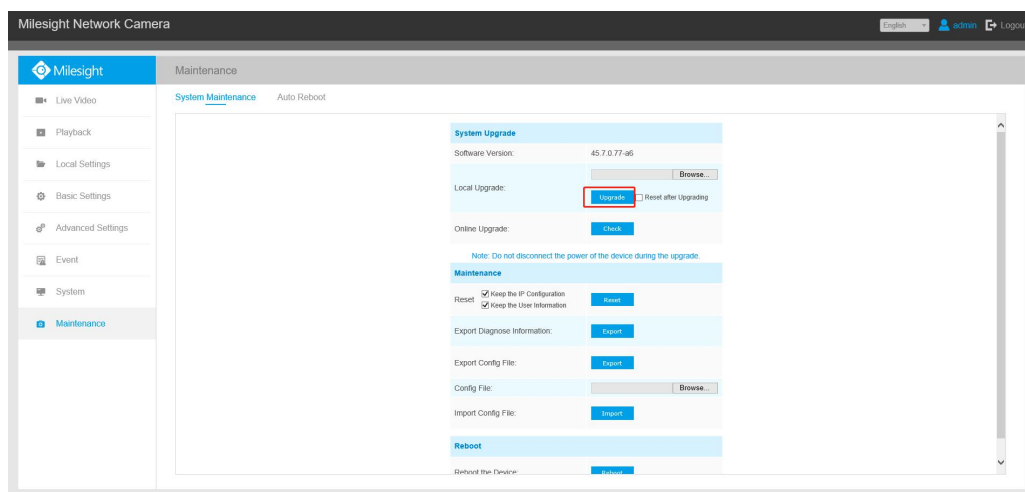 Milesight Network Camera
English admin Logou
Milesight
Maintenance
Live Video
Playback
Local Settings
Basic Settings
Advanced Settings
Event
System
Maintenance
System Maintenance Auto Reboot
System Upgrade
Software Version: 45.7.0.77-a6
Browse...
Local Upgrade:
Upgrade Reset after Upgrading
Online Upgrade: Check
Note: Do not disconnect the power of the device during the upgrade.
Maintenance
Reset Keep the IP Configuration Reset
Keep the User Information
Export Diagnose Information: Export
Export Config File: Export
Config File: Browse...
Import Config File: Import
Reboot
Reboot the Device: Reboot